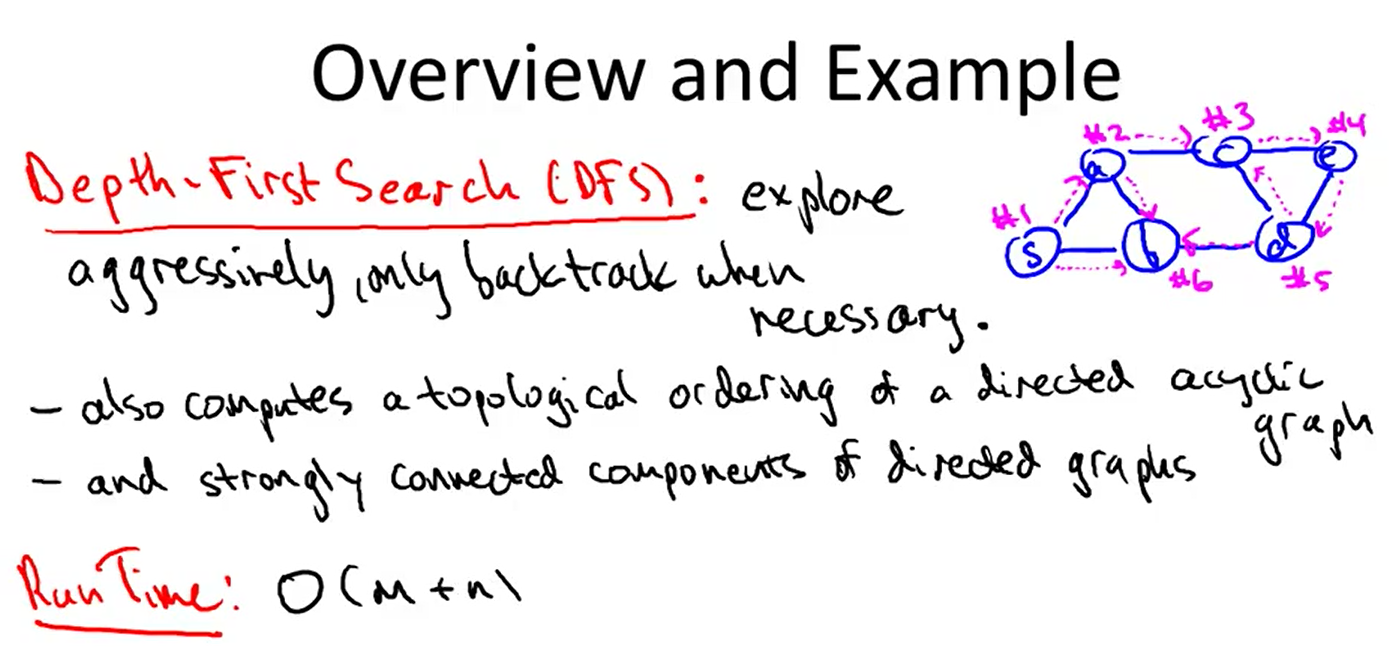 Overview and Example
#2 #3 #4
a c e
#1
s b d
#6 #5
Depth-First Search (DFS): explore
aggressively, only backtrack when
necessary.
- also computes a topological ordering of a directed acyclic
graph
- and strongly connected components of directed graphs
Run Time: O(m+n)